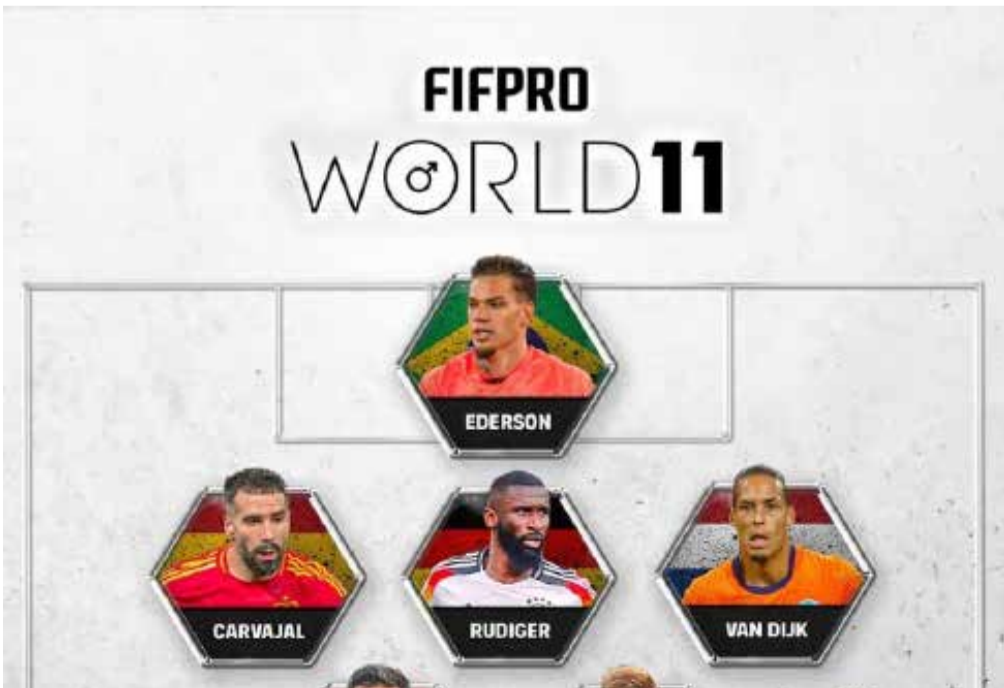 FIFPRO
WORLD11
EDERSON
CARVAJAL
RUDIGER
VAN DIJK